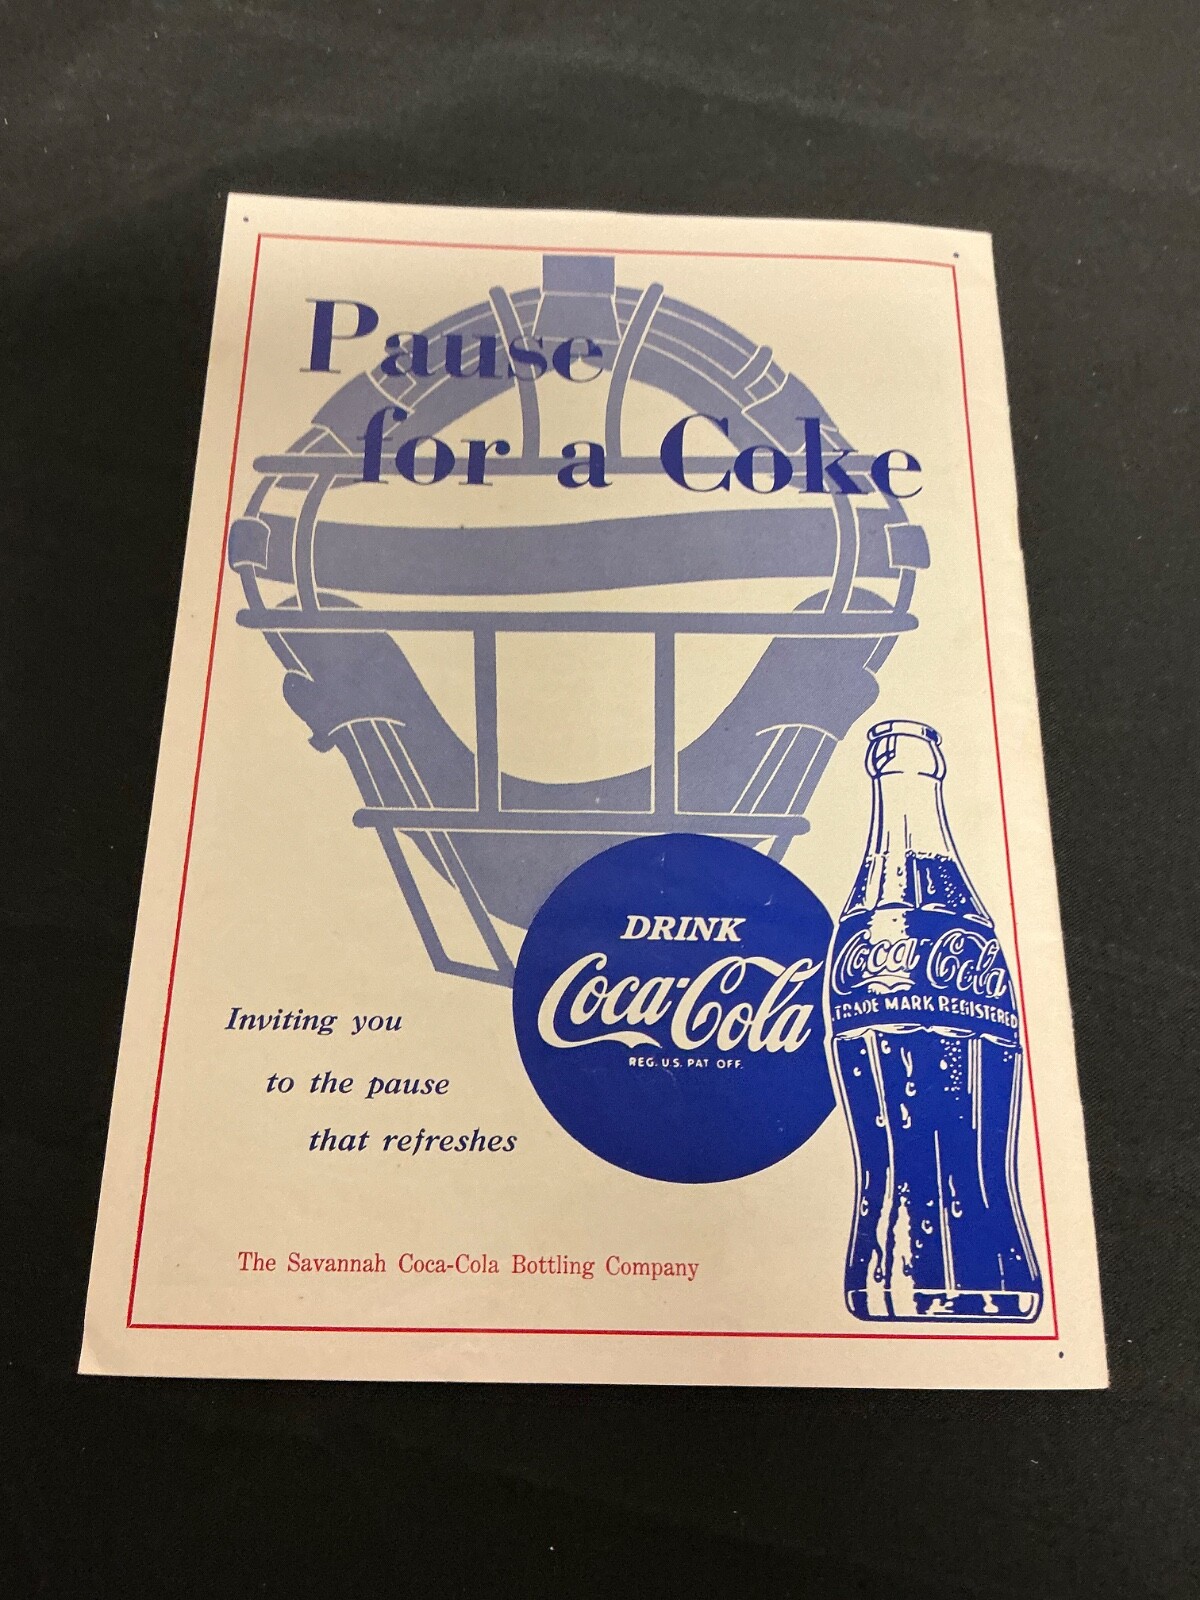 Pause
for a Coke
DRINK
Coca-Cola
REG. U.S. PAT. OFF.
Coca-Cola
TRADE MARK REGISTERED
Inviting you
to the pause
that refreshes
The Savannah Coca-Cola Bottling Company